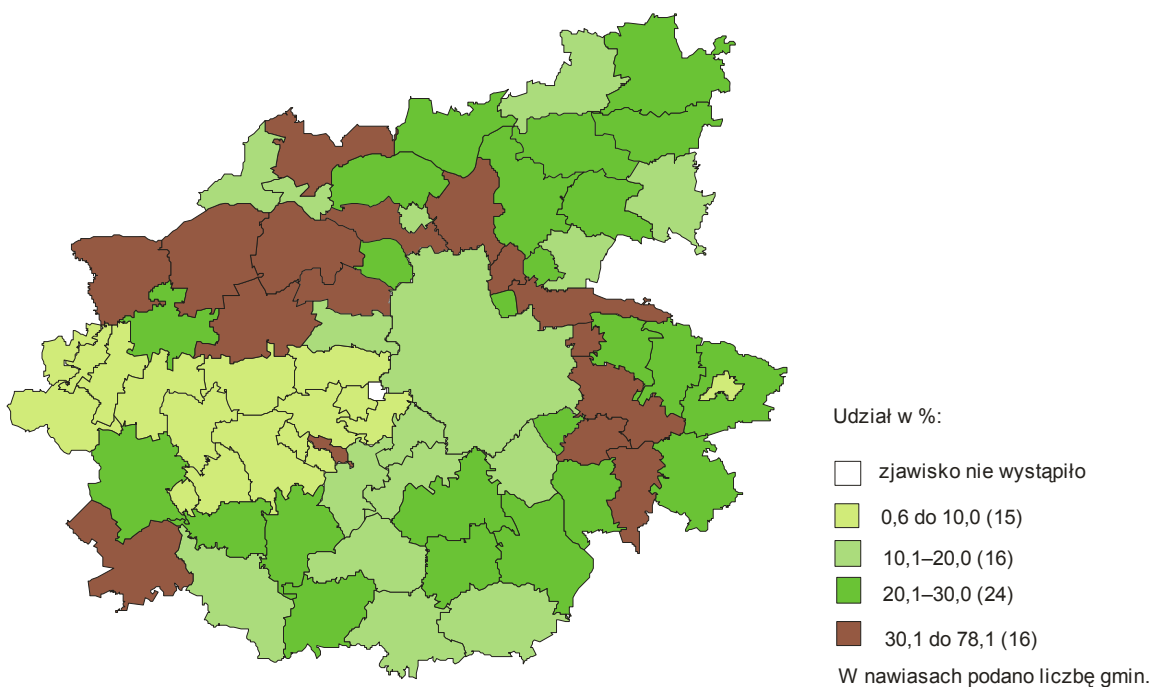 Udział w %:
zjawisko nie wystąpiło
0,6 do 10,0 (15)
10,1–20,0 (16)
20,1–30,0 (24)
30,1 do 78,1 (16)
W nawiasach podano liczbę gmin.